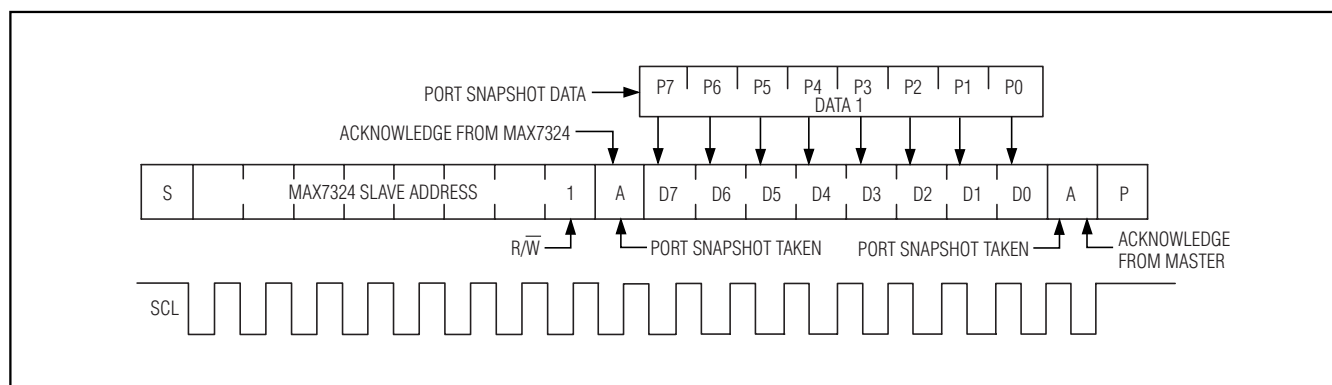 P7 P6 P5 P4 P3 P2 P1 P0
PORT SNAPSHOT DATA
DATA 1
ACKNOWLEDGE FROM MAX7324
S MAX7324 SLAVE ADDRESS 1 A D7 D6 D5 D4 D3 D2 D1 D0 A P
R/W̅ PORT SNAPSHOT TAKEN PORT SNAPSHOT TAKEN ACKNOWLEDGE
FROM MASTER
SCL